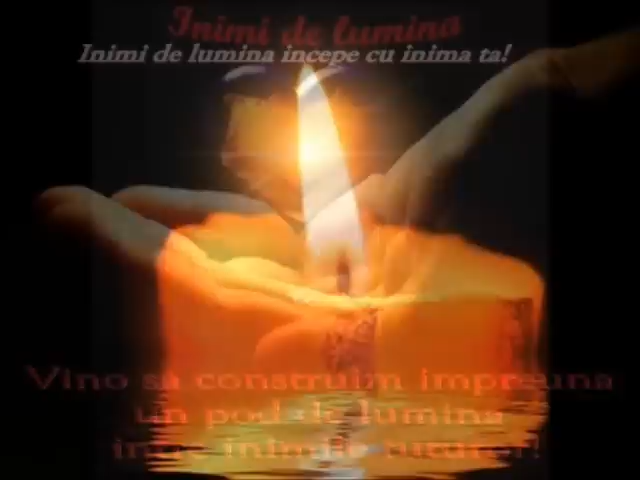 Inimi de lumina
Inimi de lumina incepe cu inima ta!
Vino sa construim impreuna
un pod de lumina